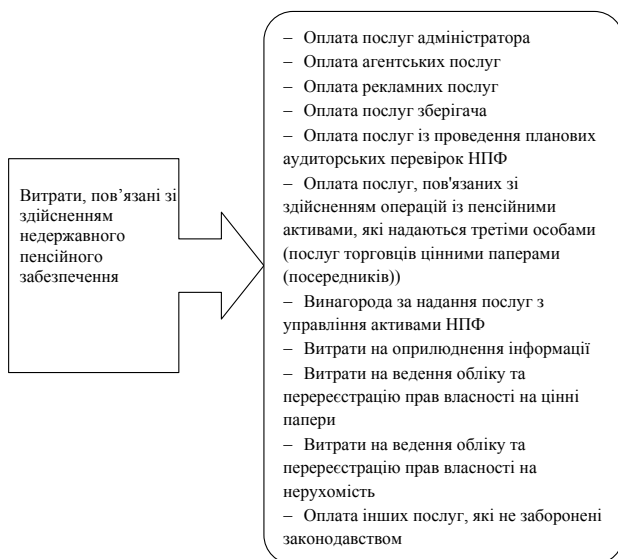 Витрати, пов’язані зі
здійсненням
недержавного
пенсійного
забезпечення
– Оплата послуг адміністратора
– Оплата агентських послуг
– Оплата рекламних послуг
– Оплата послуг зберігача
– Оплата послуг із проведення планових
аудиторських перевірок НПФ
– Оплата послуг, пов'язаних зі
здійсненням операцій із пенсійними
активами, які надаються третіми особами
(послуг торговців цінними паперами
(посередників))
– Винагорода за надання послуг з
управління активами НПФ
– Витрати на оприлюднення інформації
– Витрати на ведення обліку та
перереєстрацію прав власності на цінні
папери
– Витрати на ведення обліку та
перереєстрацію прав власності на
нерухомість
– Оплата інших послуг, які не заборонені
законодавством